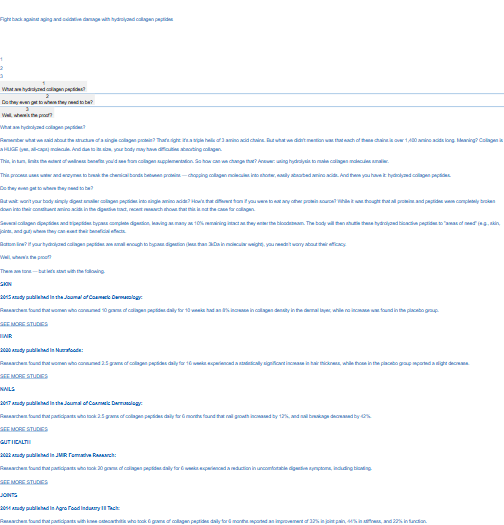 Fight back against aging and oxidative damage with hydrolyzed collagen peptides
1
2
3
1
What are hydrolyzed collagen peptides?
2
Do they even get to where they need to be?
3
Well, where's the proof?
What are hydrolyzed collagen peptides?
Remember what we said about the structure of a single collagen protein? That's right: it's a triple helix of 3 amino acid chains. But what we didn't mention was that each of these chains is over 1,400 amino acids long. Meaning? Collagen is
a HUGE (yes, all-caps) molecule. And due to its size, your body may have difficulties absorbing collagen.
This, in turn, limits the extent of wellness benefits you'd see from collagen supplementation. So how can we change that? Answer: using hydrolysis to make collagen molecules smaller.
This process uses water and enzymes to break the chemical bonds between proteins — chopping collagen molecules into shorter, easily absorbed amino acids. And there you have it: hydrolyzed collagen peptides.
Do they even get to where they need to be?
But wait: won't your body simply digest smaller collagen peptides into single amino acids? How's that different from if you were to eat any other protein source? While it was thought that all proteins and peptides were completely broken
down into their constituent amino acids in the digestive tract, recent research shows that this is not the case for collagen.
Several collagen dipeptides and tripeptides bypass complete digestion, leaving as many as 10% remaining intact as they enter the bloodstream. The body will then shuttle these hydrolyzed bioactive peptides to "areas of need" (e.g., skin,
joints, and gut) where they can exert their beneficial effects.
Bottom line? If your hydrolyzed collagen peptides are small enough to bypass digestion (less than 3kDa in molecular weight), you needn't worry about their efficacy.
Well, where's the proof?
There are tons — but let's start with the following.
SKIN
2015 study published in the Journal of Cosmetic Dermatology:
Researchers found that women who consumed 10 grams of collagen peptides daily for 10 weeks had an 8% increase in collagen density in the dermal layer, while no increase was found in the placebo group.
SEE MORE STUDIES
HAIR
2020 study published in Nutrafoods:
Researchers found that women who consumed 2.5 grams of collagen peptides daily for 16 weeks experienced a statistically significant increase in hair thickness, while those in the placebo group reported a slight decrease.
SEE MORE STUDIES
NAILS
2017 study published in the Journal of Cosmetic Dermatology:
Researchers found that participants who took 2.5 grams of collagen peptides daily for 6 months found that nail growth increased by 12%, and nail breakage decreased by 42%.
SEE MORE STUDIES
GUT HEALTH
2022 study published in JMIR Formative Research:
Researchers found that participants who took 20 grams of collagen peptides daily for 6 weeks experienced a reduction in uncomfortable digestive symptoms, including bloating.
SEE MORE STUDIES
JOINTS
2014 study published in Agro Food Industry Hi Tech:
Researchers found that participants with knee osteoarthritis who took 6 grams of collagen peptides daily for 6 months reported an improvement of 32% in joint pain, 44% in stiffness, and 22% in function.